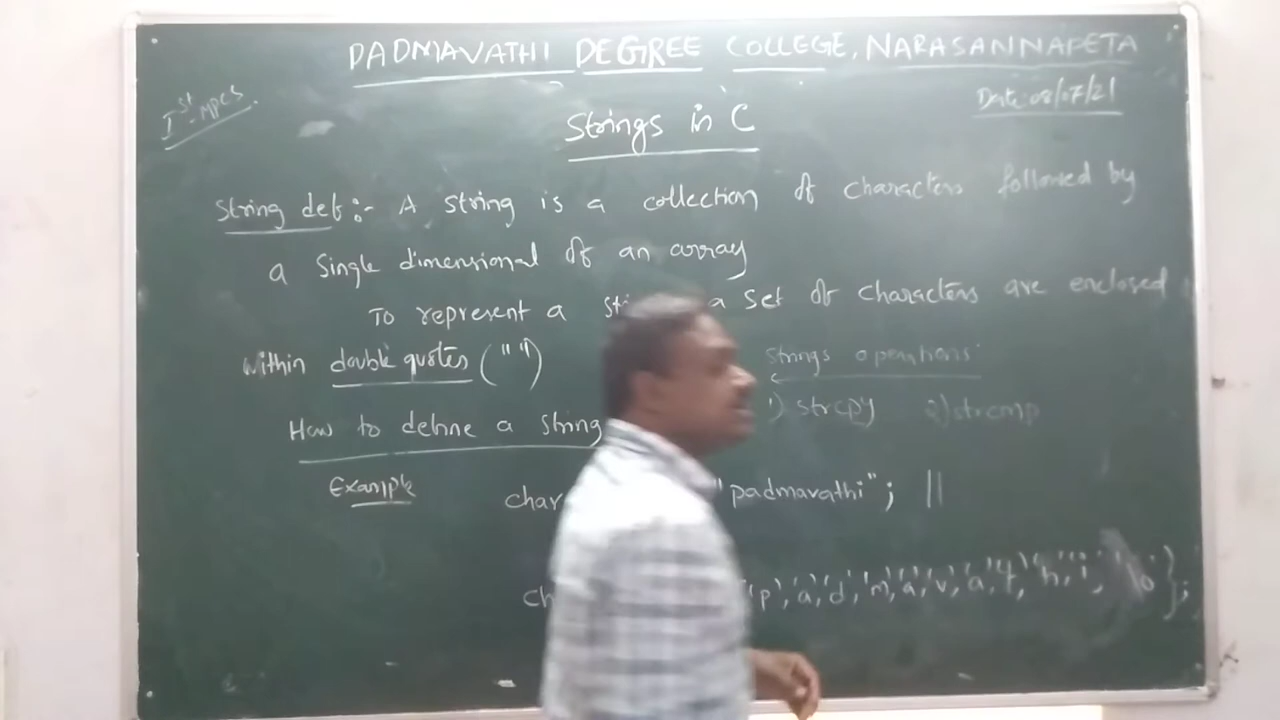 PADMAVATHI DEGREE COLLEGE, NARASANNAPETA
Ist MPCS.
Date: 08/07/21
Strings in C
String def:- A string is a collection of characters followed by
a Single dimensional of an array
To represent a a set of characters are enclosed
within double quotes (" ")
Strings operations
1) strcpy 2) strcmp
How to define a string
Example char "padmavathi"; ||
'p','a','d','m','a','v','a','t','h','i','\0'};